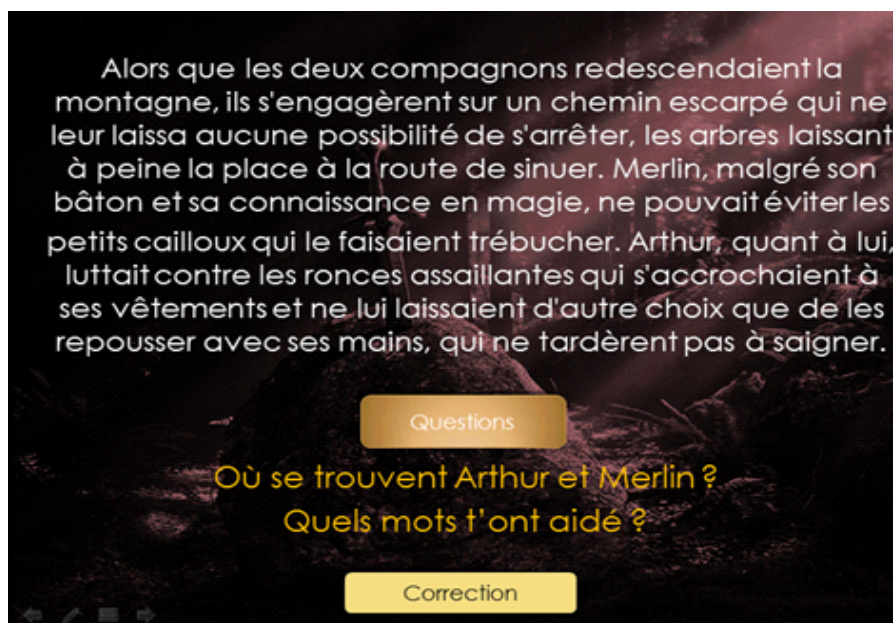 Alors que les deux compagnons redescendaient la
montagne, ils s'engagèrent sur un chemin escarpé qui ne
leur laissa aucune possibilité de s'arrêter, les arbres laissant
à peine la place à la route de sinuer. Merlin, malgré son
bâton et sa connaissance en magie, ne pouvait éviter les
petits cailloux qui le faisaient trébucher. Arthur, quant à lui,
luttait contre les ronces assaillantes qui s'accrochaient à
ses vêtements et ne lui laissaient d'autre choix que de les
repousser avec ses mains, qui ne tardèrent pas à saigner.
Questions
Où se trouvent Arthur et Merlin ?
Quels mots t'ont aidé ?
Correction